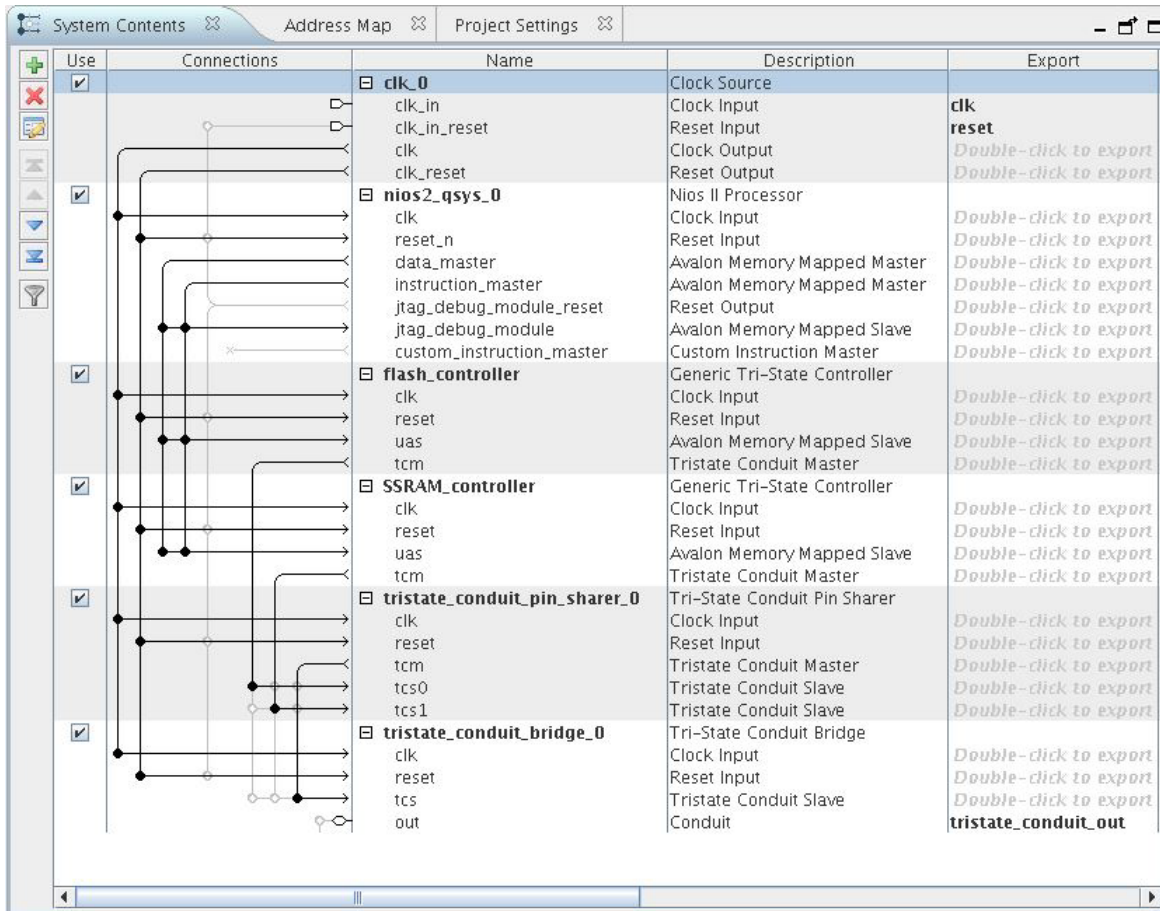 System Contents Address Map Project Settings
Use Connections Name Description Export
clk_0 Clock Source
clk_in Clock Input clk
clk_in_reset Reset Input reset
clk Clock Output Double-click to export
clk_reset Reset Output Double-click to export
nios2_qsys_0 Nios II Processor
clk Clock Input Double-click to export
reset_n Reset Input Double-click to export
data_master Avalon Memory Mapped Master Double-click to export
instruction_master Avalon Memory Mapped Master Double-click to export
jtag_debug_module_reset Reset Output Double-click to export
jtag_debug_module Avalon Memory Mapped Slave Double-click to export
custom_instruction_master Custom Instruction Master Double-click to export
flash_controller Generic Tri-State Controller
clk Clock Input Double-click to export
reset Reset Input Double-click to export
uas Avalon Memory Mapped Slave Double-click to export
tcm Tristate Conduit Master Double-click to export
SSRAM_controller Generic Tri-State Controller
clk Clock Input Double-click to export
reset Reset Input Double-click to export
uas Avalon Memory Mapped Slave Double-click to export
tcm Tristate Conduit Master Double-click to export
tristate_conduit_pin_sharer_0 Tri-State Conduit Pin Sharer
clk Clock Input Double-click to export
reset Reset Input Double-click to export
tcm Tristate Conduit Master Double-click to export
tcs0 Tristate Conduit Slave Double-click to export
tcs1 Tristate Conduit Slave Double-click to export
tristate_conduit_bridge_0 Tri-State Conduit Bridge
clk Clock Input Double-click to export
reset Reset Input Double-click to export
tcs Tristate Conduit Slave Double-click to export
out Conduit tristate_conduit_out